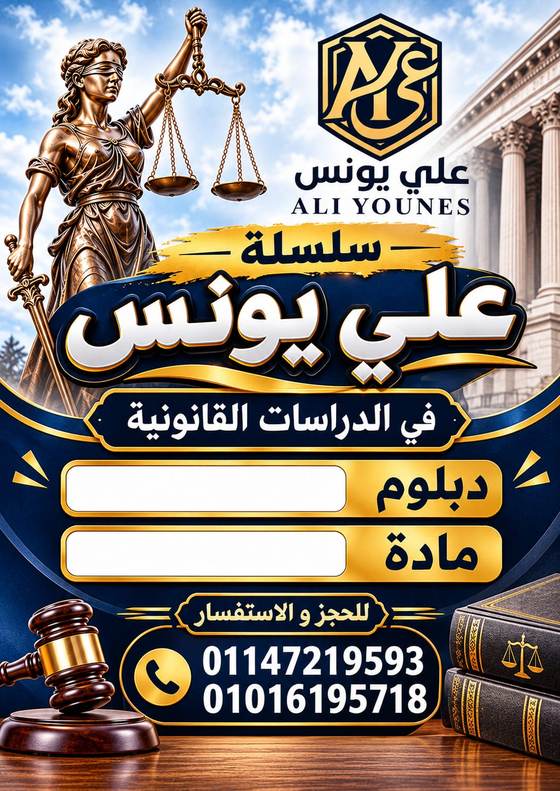 علي يونس
ALI YOUNES
سلسلة
علي يونس
في الدراسات القانونية
دبلوم
مادة
للحجز و الاستفسار
01147219593
01016195718